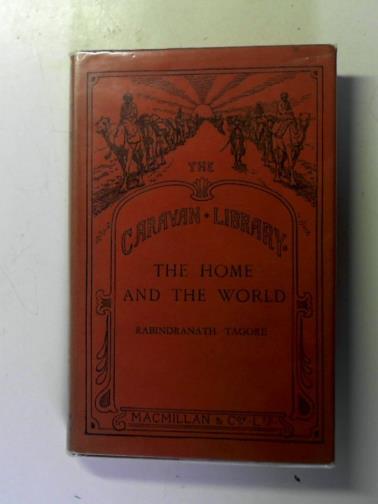 THE
CARAVAN • LIBRARY
THE HOME
AND THE WORLD
RABINDRANATH TAGORE
MACMILLAN & Co. LTD